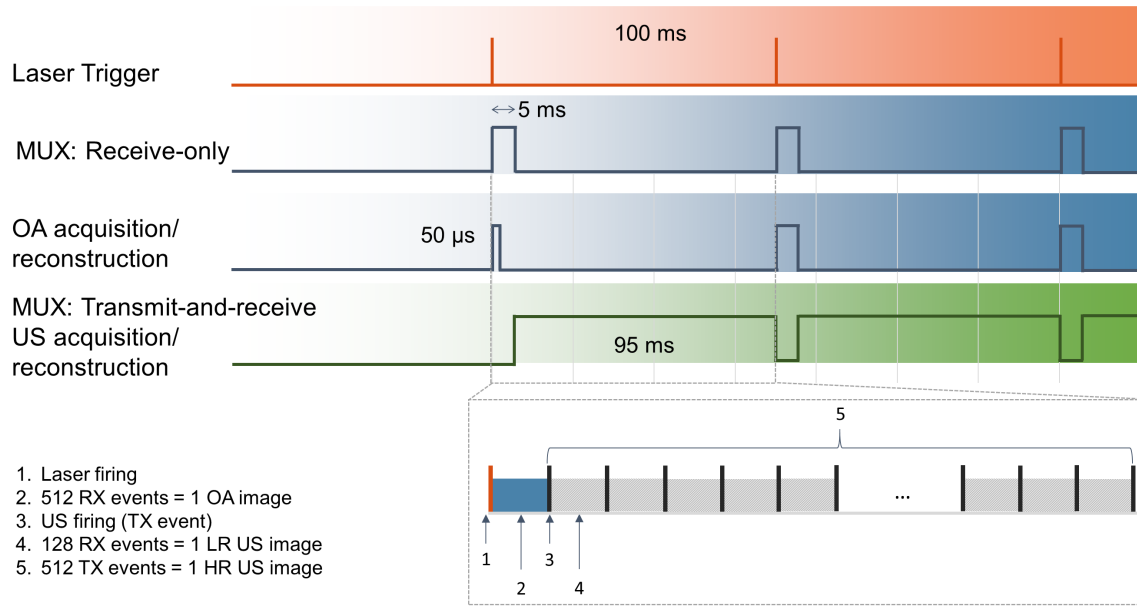 100 ms
Laser Trigger
5 ms
MUX: Receive-only
OA acquisition/
reconstruction
50 µs
MUX: Transmit-and-receive
US acquisition/
reconstruction
95 ms
5
...
1
2
3
4
1. Laser firing
2. 512 RX events = 1 OA image
3. US firing (TX event)
4. 128 RX events = 1 LR US image
5. 512 TX events = 1 HR US image